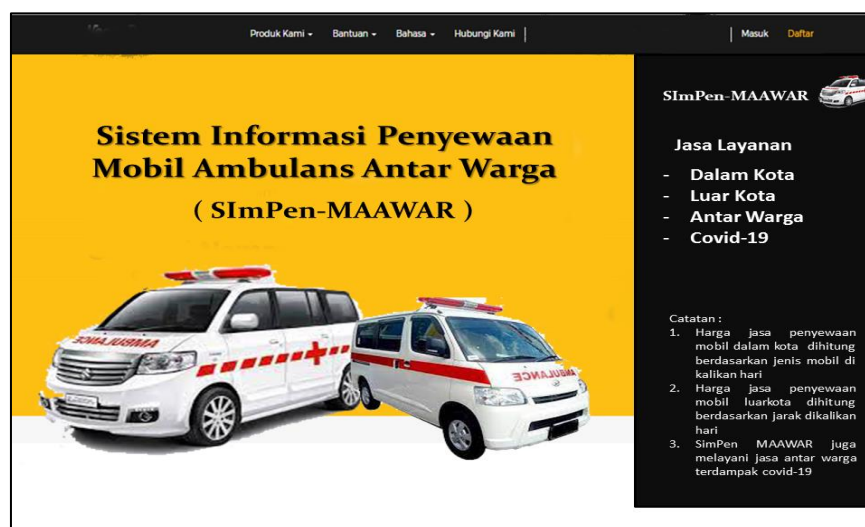 Produk Kami Bantuan Bahasa Hubungi Kami Masuk Daftar
Sistem Informasi Penyewaan
Mobil Ambulans Antar Warga
( SImPen-MAAWAR )
AMBULANS
AMBULANCE
SImPen-MAAWAR
Jasa Layanan
- Dalam Kota
- Luar Kota
- Antar Warga
- Covid-19
Catatan :
1. Harga jasa penyewaan
mobil dalam kota dihitung
berdasarkan jenis mobil di
kalikan hari
2. Harga jasa penyewaan
mobil luarkota dihitung
berdasarkan jarak dikalikan
hari
3. SimPen MAAWAR juga
melayani jasa antar warga
terdampak covid-19